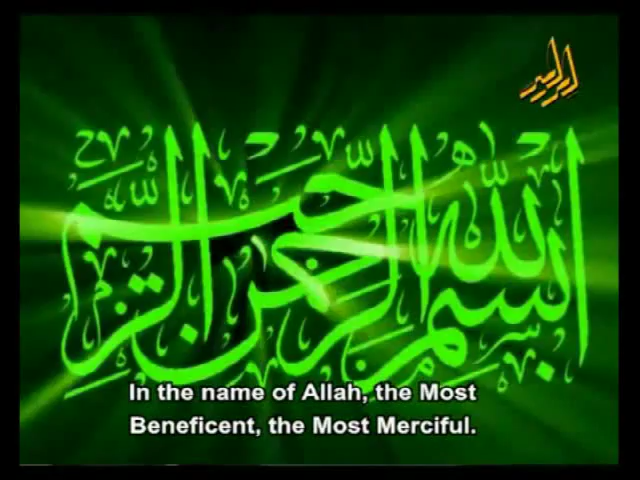 بسم الله الرحمن الرحيم
In the name of Allah, the Most
Beneficent, the Most Merciful.